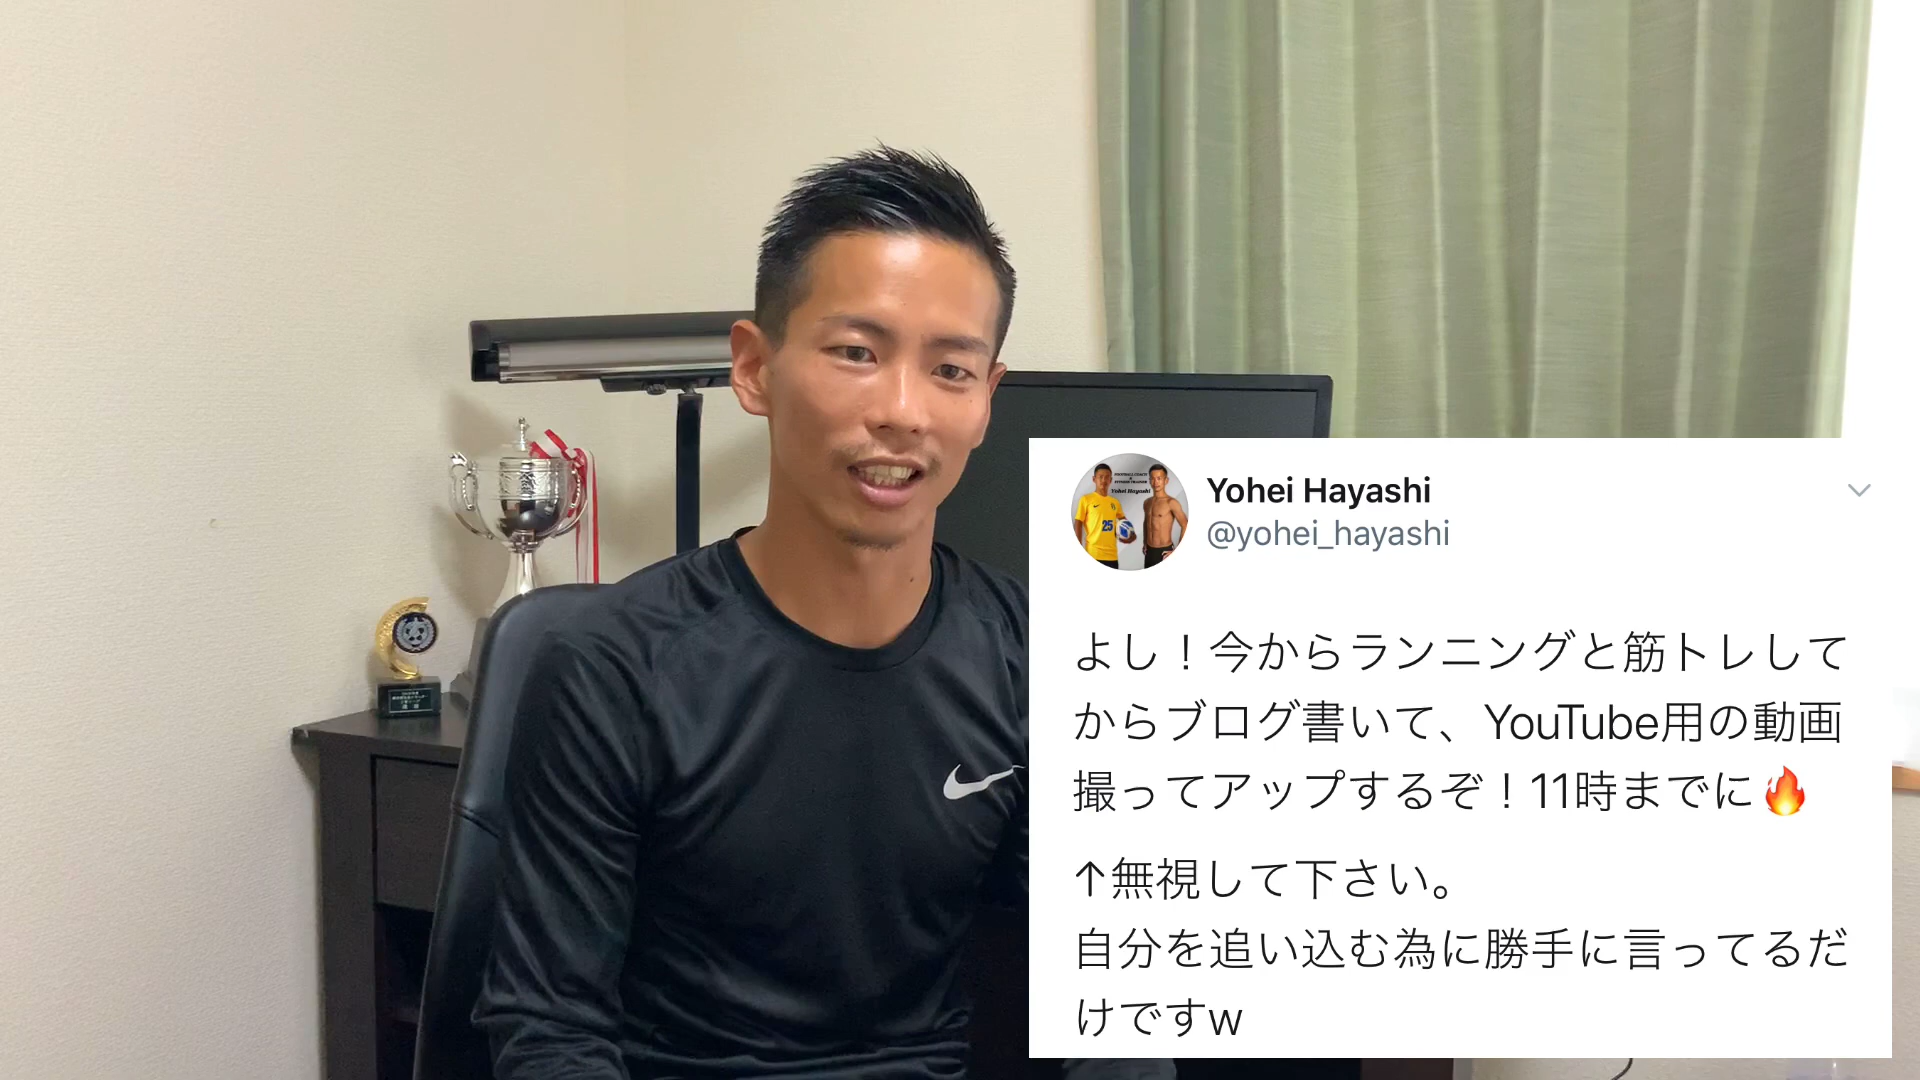 Yohei Hayashi
@yohei_hayashi
よし！今からランニングと筋トレして
からブログ書いて、YouTube用の動画
撮ってアップするぞ！11時までに🔥
↑無視して下さい。
自分を追い込む為に勝手に言ってるだ
けですw
25
Yohei Hayashi